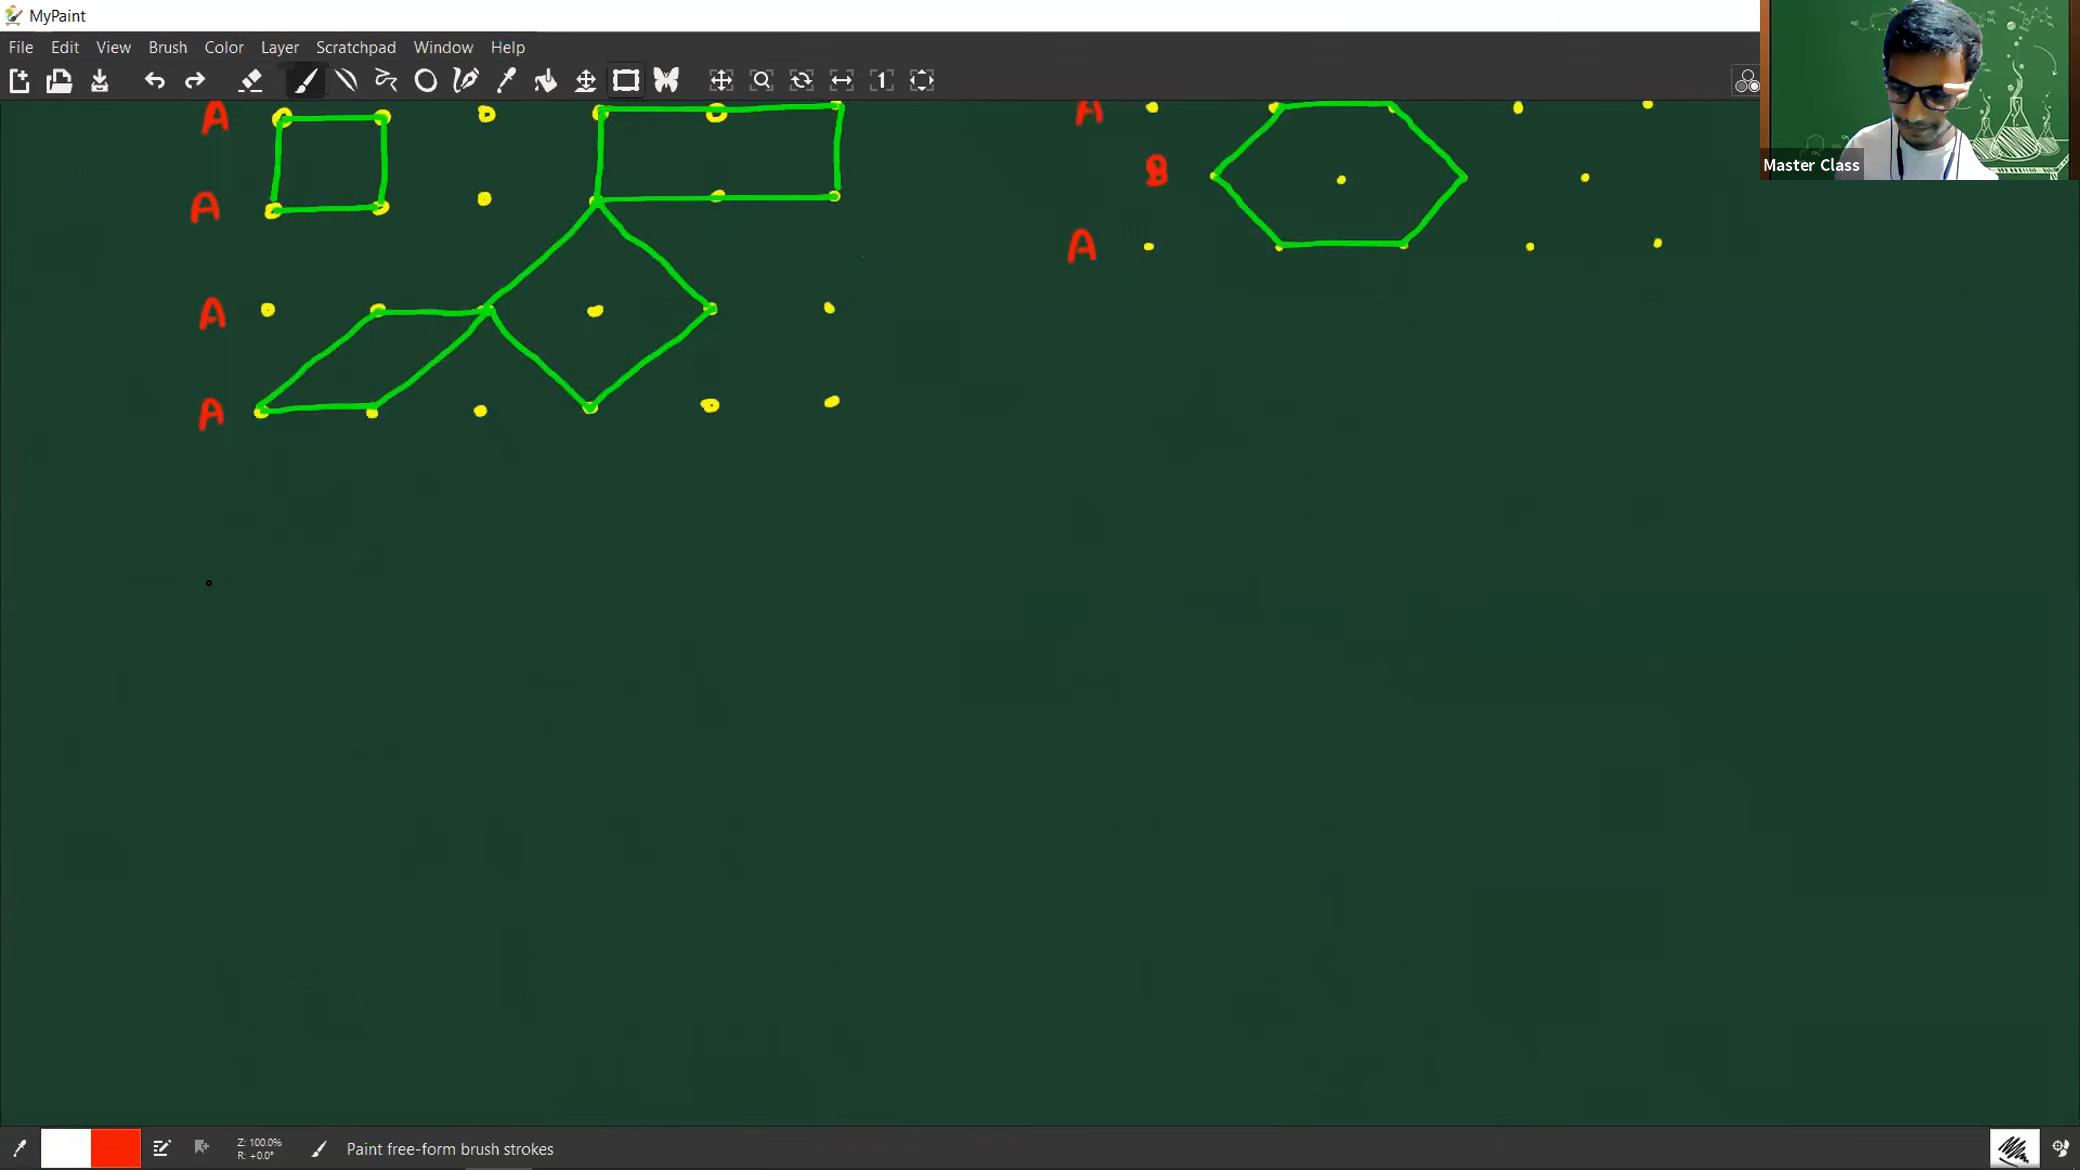 MyPaint
File Edit View Brush Color Layer Scratchpad Window Help
1
Master Class
A
A
A
A
A
B
A
Z: 100.0%
R: +0.0°
Paint free-form brush strokes